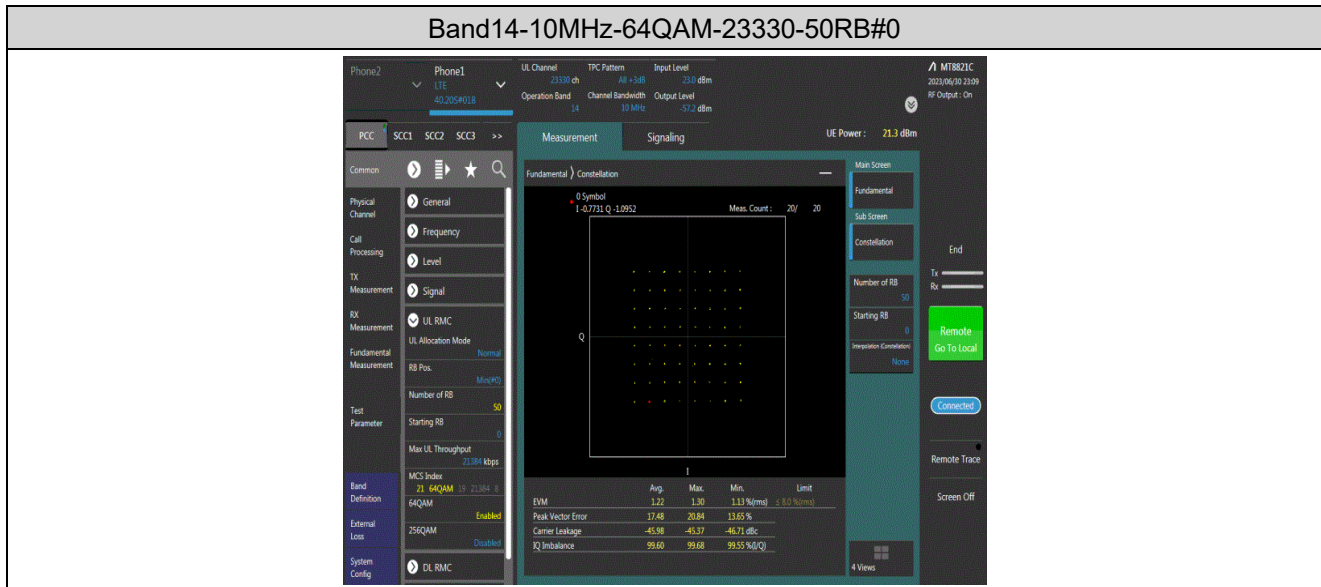 Band14-10MHz-64QAM-23330-50RB#0
Phone2
Phone1
LTE
40.20S#018
UL Channel
23330 ch
TPC Pattern
All +3dB
Input Level
23.0 dBm
Operation Band
14
Channel Bandwidth
10 MHz
Output Level
-57.2 dBm
MT8821C
2023/06/30 23:09
RF Output : On
PCC SCC1 SCC2 SCC3 >>
Measurement
Signaling
UE Power : 21.3 dBm
Common
Physical
Channel
Call
Processing
TX
Measurement
RX
Measurement
Fundamental
Measurement
Test
Parameter
Band
Definition
External
Loss
System
Config
General
Frequency
Level
Signal
UL RMC
UL Allocation Mode
Normal
RB Pos.
Min(#0)
Number of RB
50
Starting RB
0
Max UL Throughput
21384 kbps
MCS Index
21 64QAM 19 21384 8
64QAM
Enabled
256QAM
Disabled
DL RMC
Fundamental 〉 Constellation
0 Symbol
I -0.7731 Q -1.0952
Meas. Count : 20/ 20
Q
I
Avg. Max. Min. Limit
EVM 1.22 1.30 1.13 %(rms) ≤ 8.0 %(rms)
Peak Vector Error 17.48 20.84 13.65 %
Carrier Leakage -45.98 -45.37 -46.71 dBc
IQ Imbalance 99.60 99.68 99.55 %(I/Q)
Main Screen
Fundamental
Sub Screen
Constellation
Number of RB
50
Starting RB
0
Interpolation (Constellation)
None
4 Views
End
Tx
Rx
Remote
Go To Local
Connected
Remote Trace
Screen Off